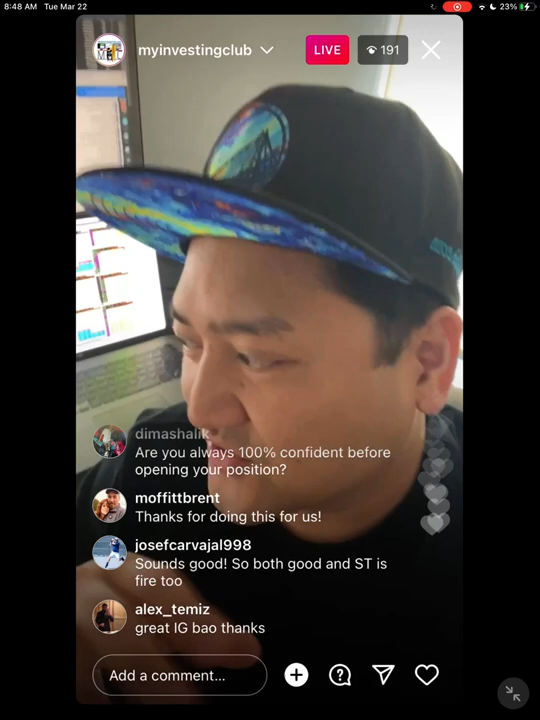 8:48 AM Tue Mar 22
23%
myinvestingclub
LIVE
191
dimashalik
Are you always 100% confident before
opening your position?
moffittbrent
Thanks for doing this for us!
josefcarvajal998
Sounds good! So both good and ST is
fire too
alex_temiz
great IG bao thanks
Add a comment...